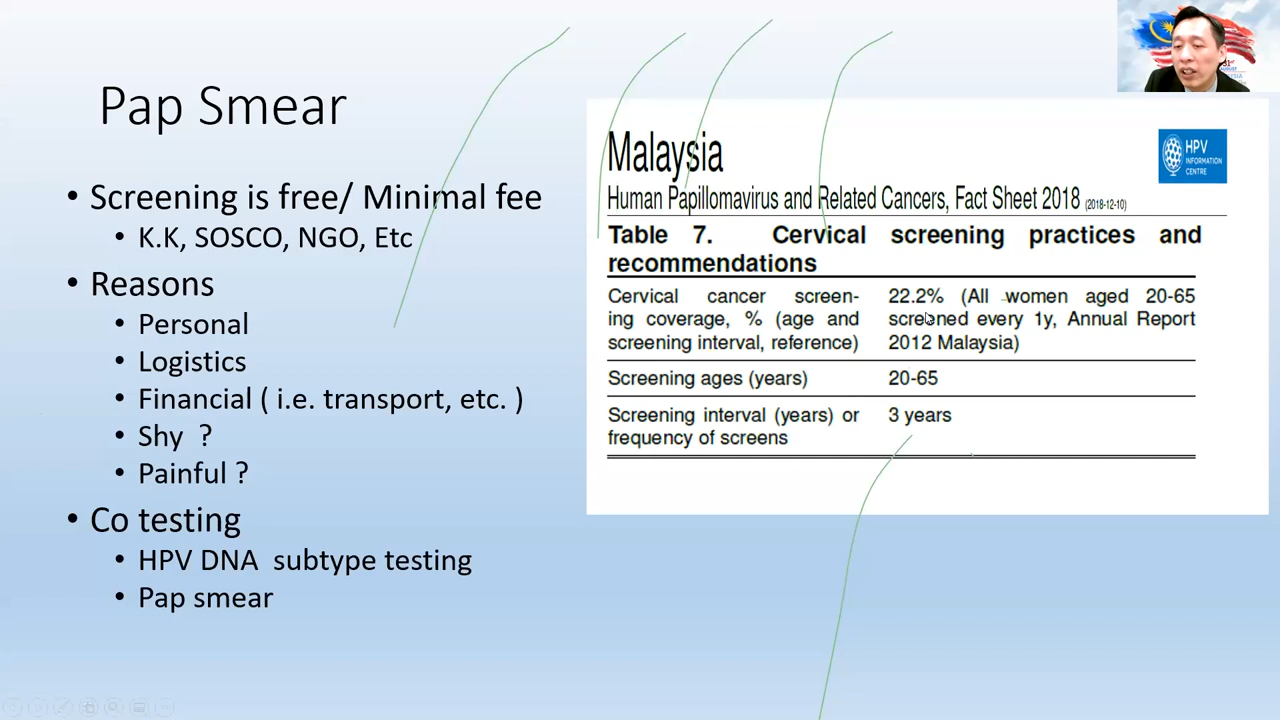 Pap Smear
• Screening is free/ Minimal fee
• K.K, SOSCO, NGO, Etc
• Reasons
• Personal
• Logistics
• Financial ( i.e. transport, etc. )
• Shy ?
• Painful ?
• Co testing
• HPV DNA subtype testing
• Pap smear
Malaysia
Human Papillomavirus and Related Cancers, Fact Sheet 2018 (2018-12-10)
HPV
INFORMATION
CENTRE
Table 7. Cervical screening practices and
recommendations
Cervical cancer screen-
ing coverage, % (age and
screening interval, reference)
22.2% (All women aged 20-65
screened every 1y, Annual Report
2012 Malaysia)
Screening ages (years)
20-65
Screening interval (years) or
frequency of screens
3 years